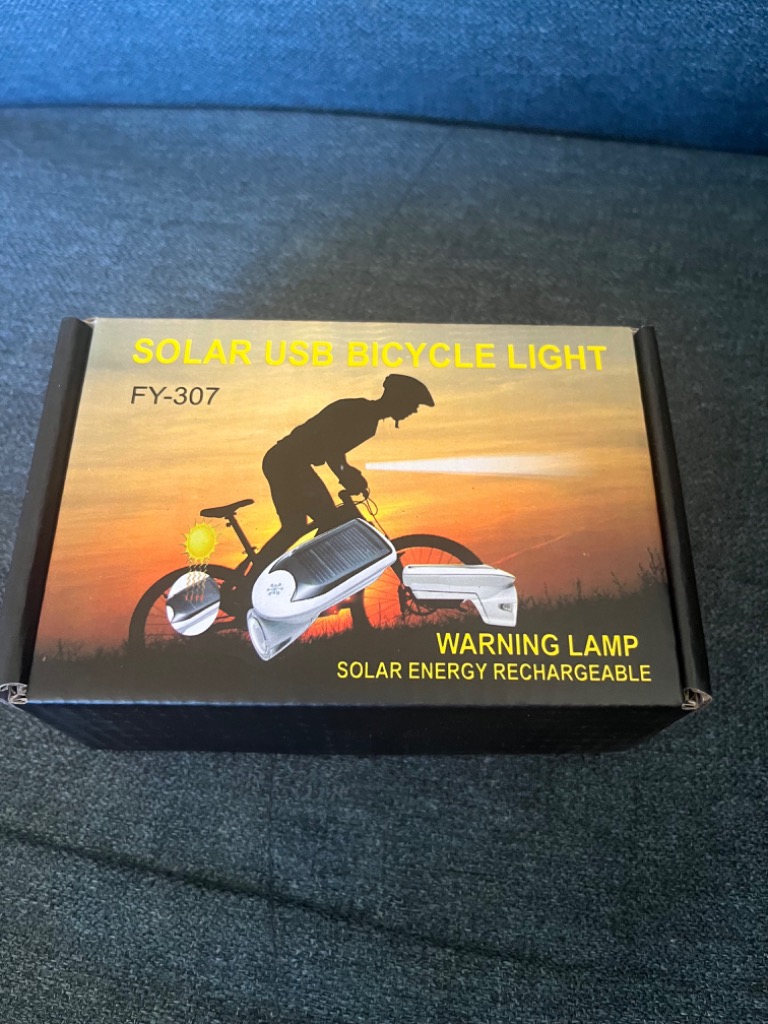 SOLAR USB BICYCLE LIGHT
FY-307
WARNING LAMP
SOLAR ENERGY RECHARGEABLE